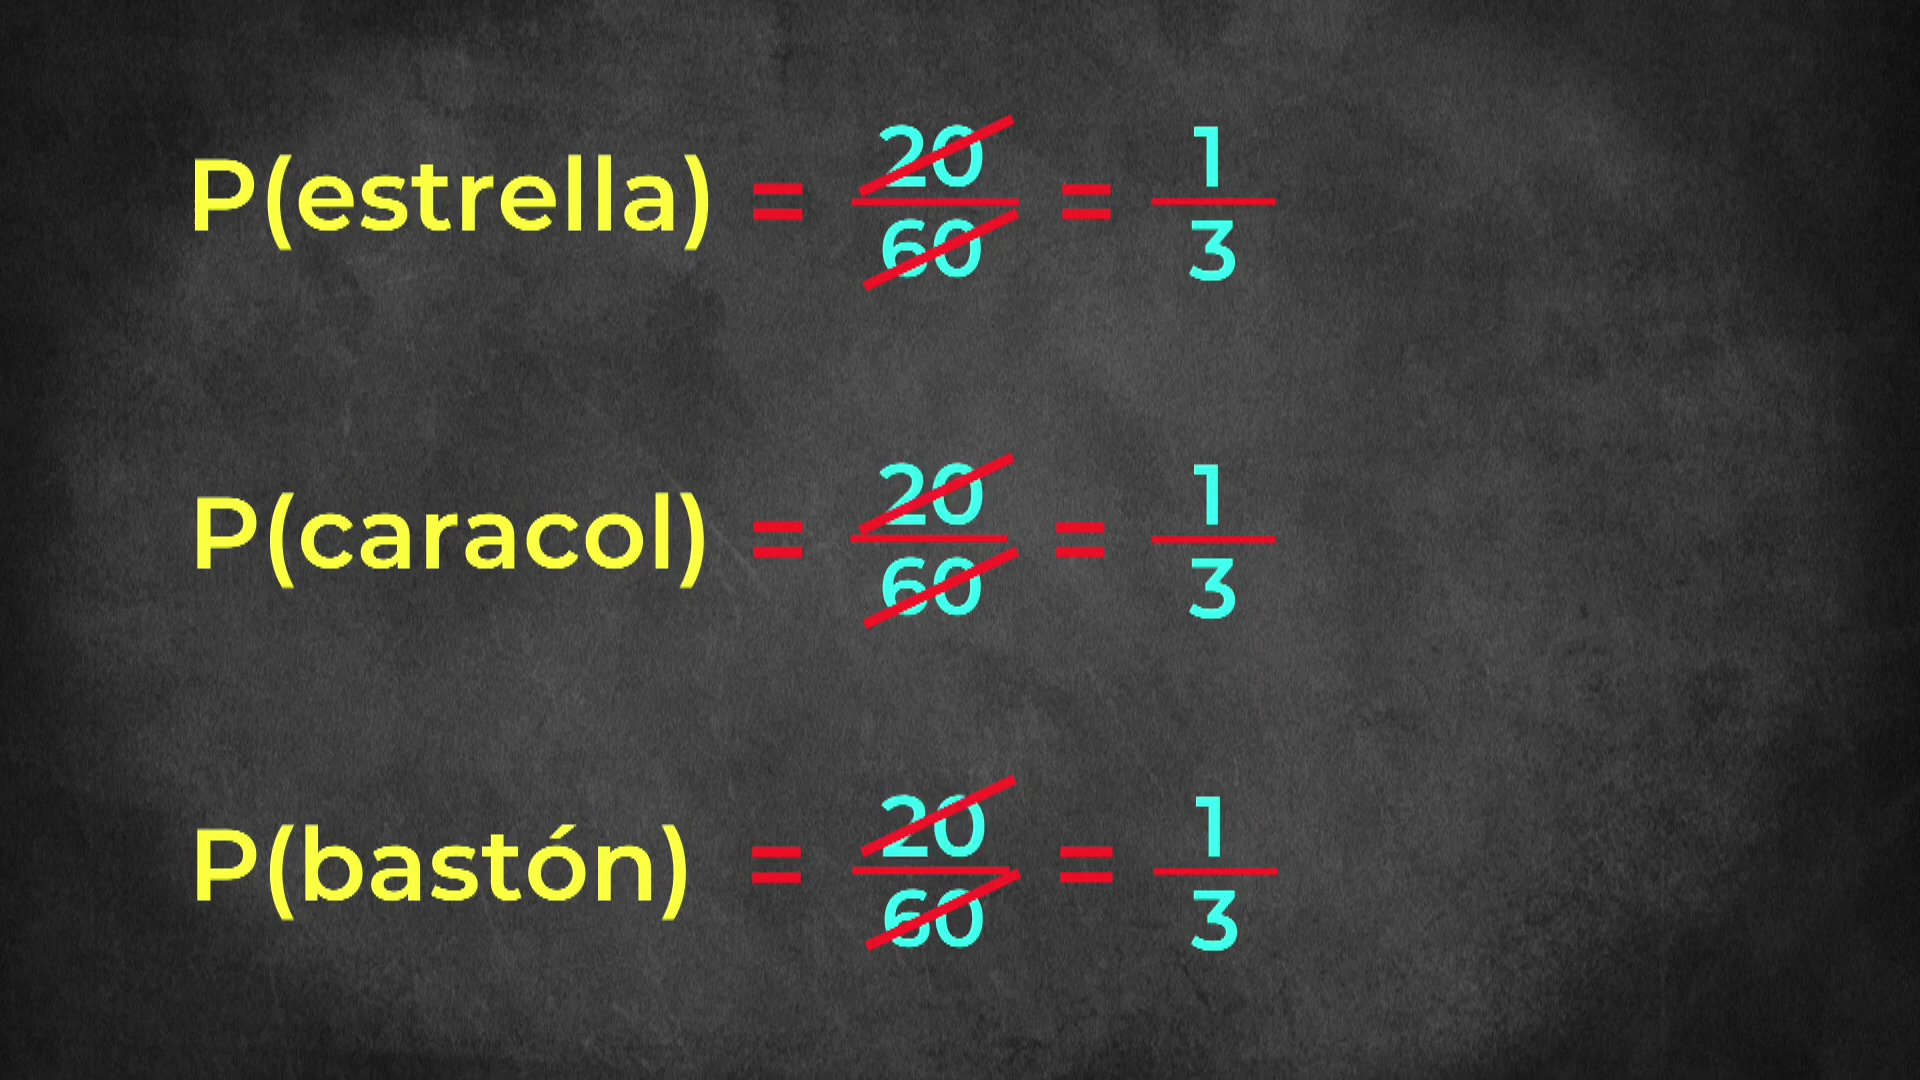 P(estrella) = 20/60 = 1/3
P(caracol) = 20/60 = 1/3
P(bastón) = 20/60 = 1/3